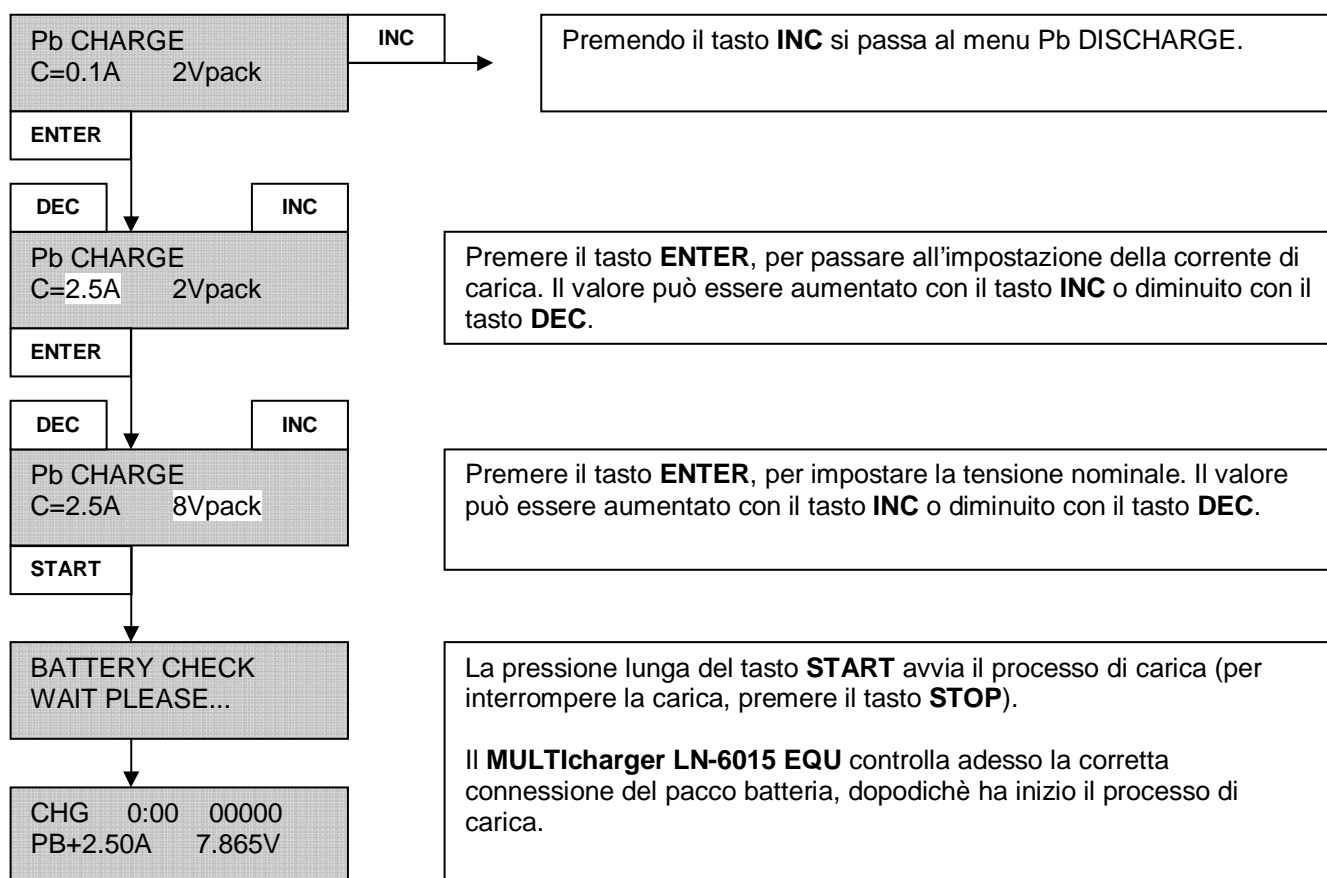 Pb CHARGE
C=0.1A 2Vpack
INC
Premendo il tasto INC si passa al menu Pb DISCHARGE.
ENTER
DEC
INC
Pb CHARGE
C=2.5A 2Vpack
Premere il tasto ENTER, per passare all'impostazione della corrente di
carica. Il valore può essere aumentato con il tasto INC o diminuito con il
tasto DEC.
ENTER
DEC
INC
Pb CHARGE
C=2.5A 8Vpack
Premere il tasto ENTER, per impostare la tensione nominale. Il valore
può essere aumentato con il tasto INC o diminuito con il tasto DEC.
START
BATTERY CHECK
WAIT PLEASE...
La pressione lunga del tasto START avvia il processo di carica (per
interrompere la carica, premere il tasto STOP).
Il MULTIcharger LN-6015 EQU controlla adesso la corretta
connessione del pacco batteria, dopodichè ha inizio il processo di
carica.
CHG 0:00 00000
PB+2.50A 7.865V